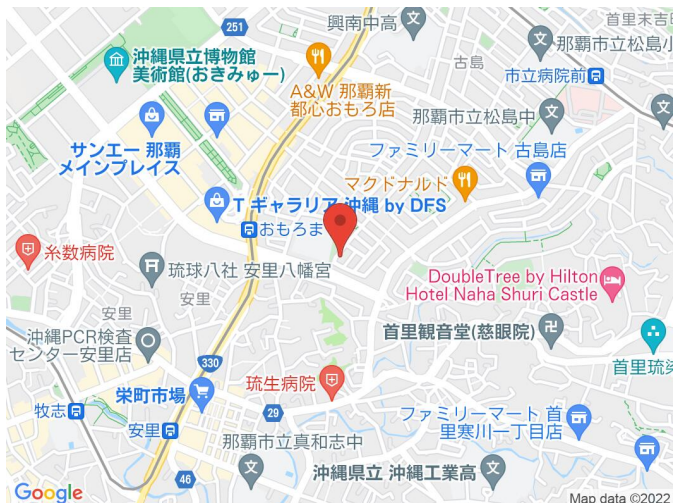 興南中高
首里末吉町
251
沖縄県立博物館
美術館(おきみゅー)
古島
那覇市立松島小
市立病院前
A&W 那覇新
都心おもろ店
那覇市立松島中
サンエー 那覇
メインプレイス
ファミリーマート 古島店
マクドナルド
T ギャラリア 沖縄 by DFS
おもろま
糸数病院
琉球八社 安里八幡宮
DoubleTree by Hilton
Hotel Naha Shuri Castle
安里
沖縄PCR検査
センター安里店
首里観音堂(慈眼院)
首里琉染
330
琉生病院
栄町市場
牧志
29
ファミリーマート 首
里寒川一丁目店
安里
那覇市立真和志中
46
沖縄県立 沖縄工業高
Google
Map data ©2022